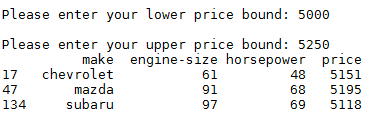 Please enter your lower price bound: 5000
Please enter your upper price bound: 5250
make engine-size horsepower price
17 chevrolet 61 48 5151
47 mazda 91 68 5195
134 subaru 97 69 5118